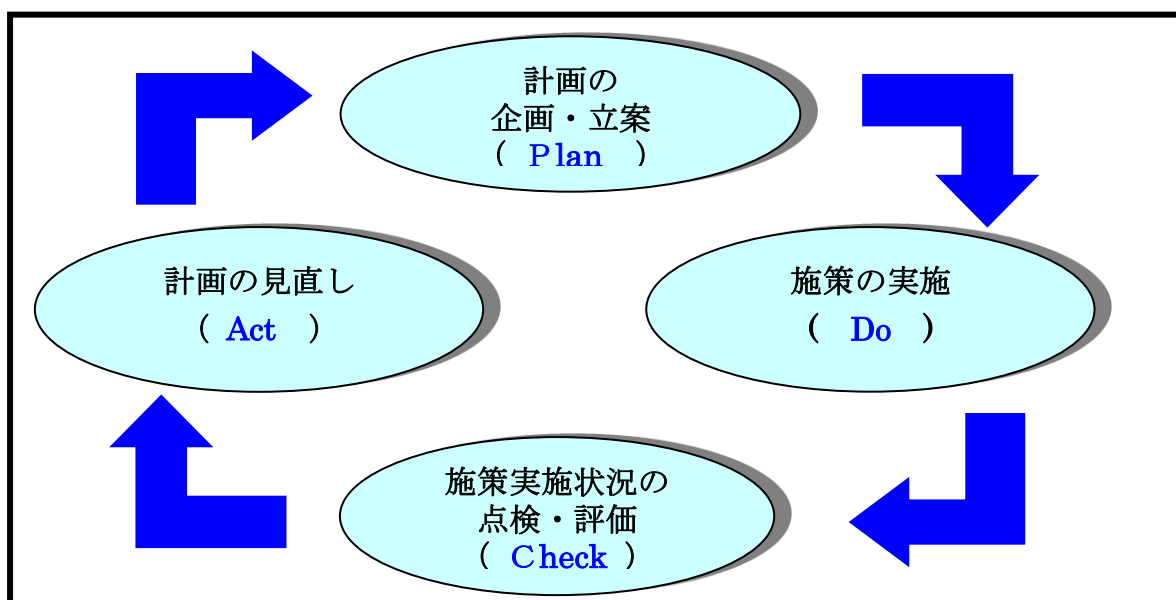 計画の
企画・立案
（ Ｐlan ）
施策の実施
（ Do ）
施策実施状況の
点検・評価
（ Ｃheck ）
計画の見直し
（ Act ）